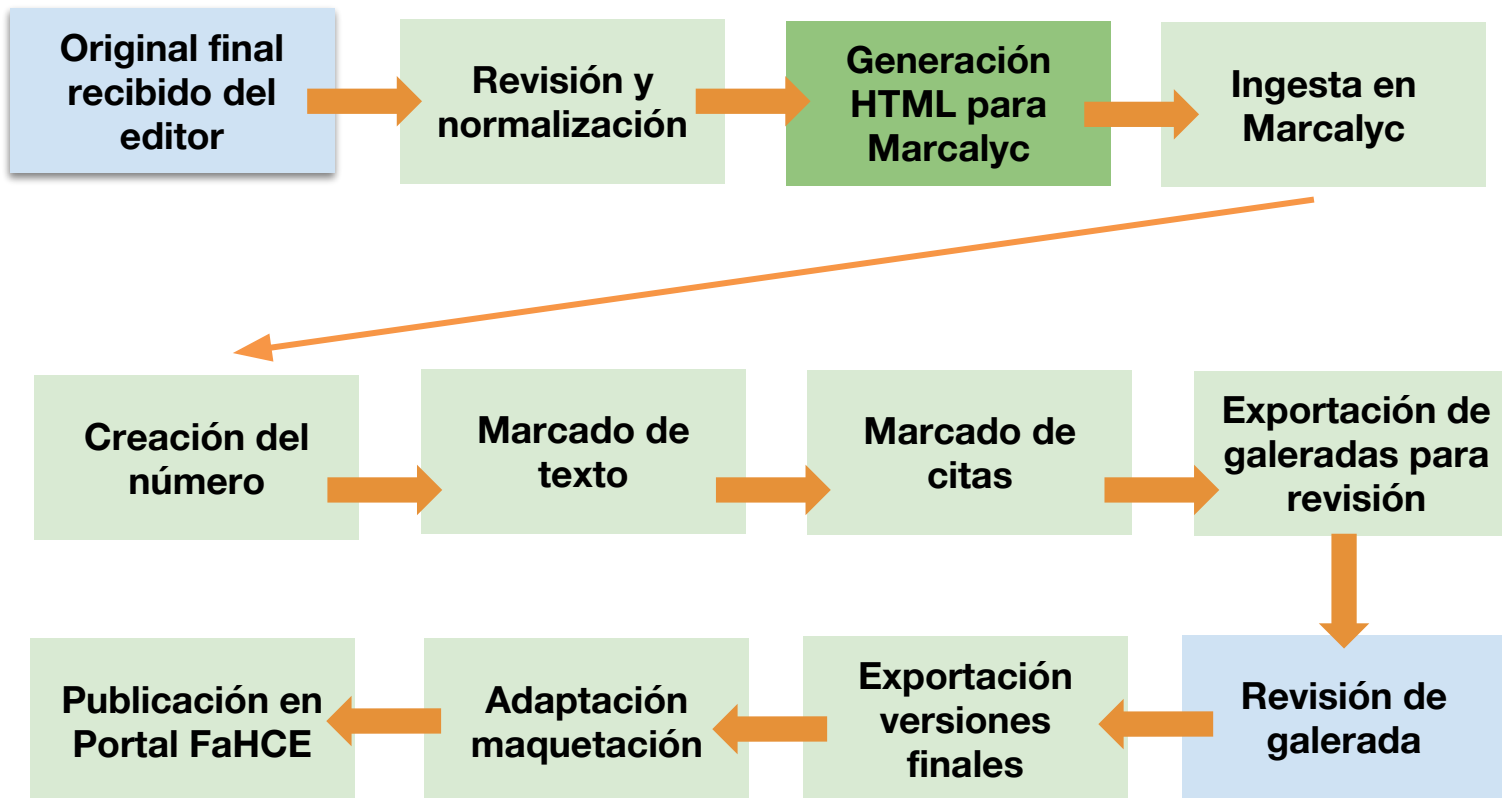 Original final
recibido del
editor
Revisión y
normalización
Generación
HTML para
Marcalyc
Ingesta en
Marcalyc
Creación del
número
Marcado de
texto
Marcado de
citas
Exportación de
galeradas para
revisión
Revisión de
galerada
Exportación
versiones
finales
Adaptación
maquetación
Publicación en
Portal FaHCE